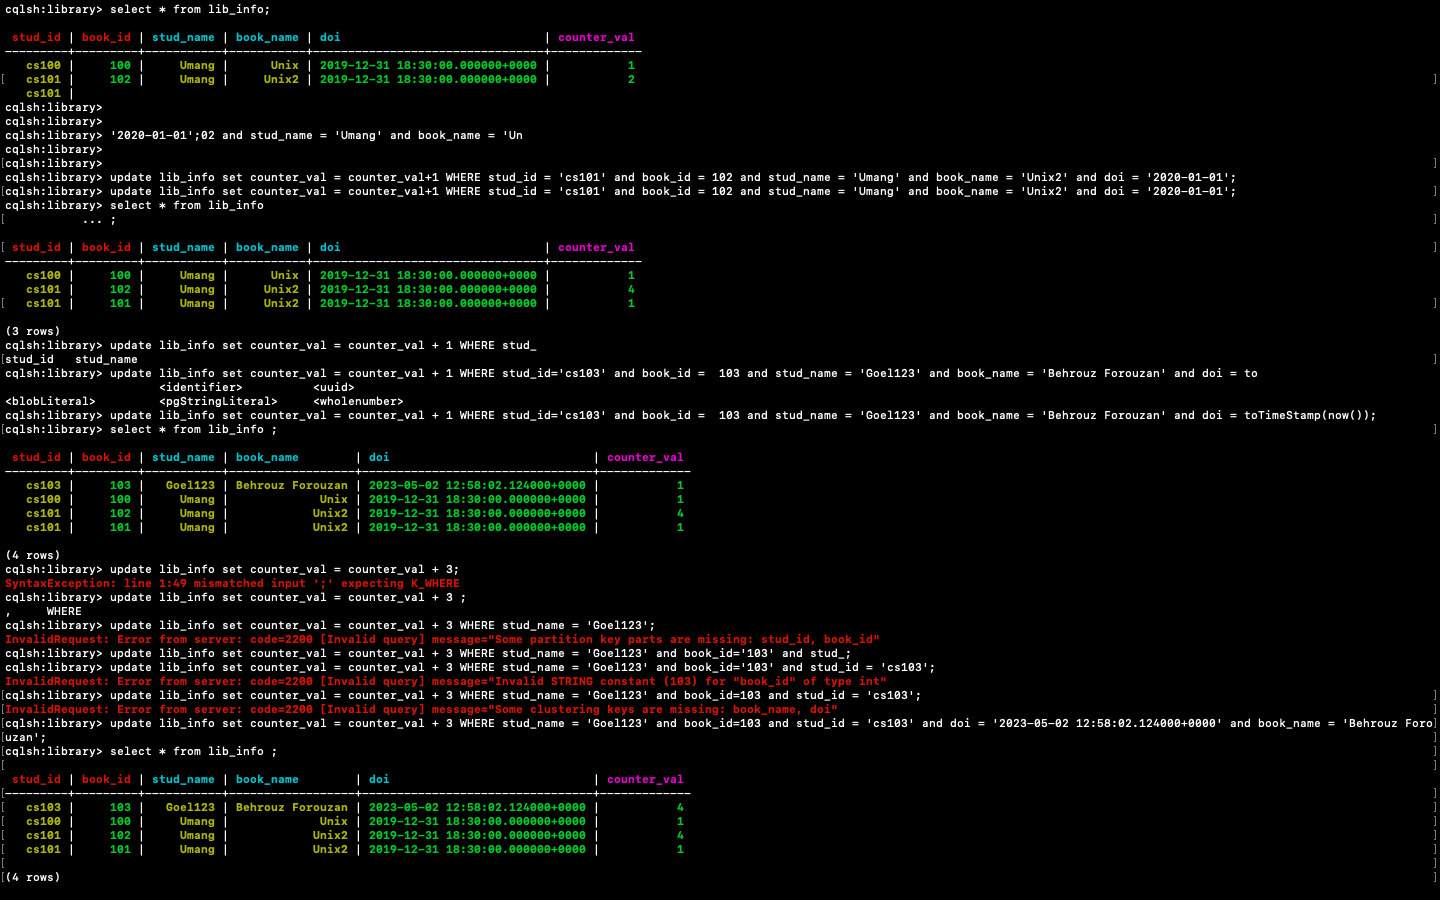 cqlsh:library> select * from lib_info;
 stud_id | book_id | stud_name | book_name | doi                             | counter_val
---------+---------+-----------+-----------+---------------------------------+-------------
   cs100 |     100 |     Umang |      Unix | 2019-12-31 18:30:00.000000+0000 |           1
[  cs101 |     102 |     Umang |     Unix2 | 2019-12-31 18:30:00.000000+0000 |           2 ]
   cs101 |
cqlsh:library>
cqlsh:library>
cqlsh:library> '2020-01-01';02 and stud_name = 'Umang' and book_name = 'Un
cqlsh:library>
[cqlsh:library> ]
cqlsh:library> update lib_info set counter_val = counter_val+1 WHERE stud_id = 'cs101' and book_id = 102 and stud_name = 'Umang' and book_name = 'Unix2' and doi = '2020-01-01';
[cqlsh:library> update lib_info set counter_val = counter_val+1 WHERE stud_id = 'cs101' and book_id = 102 and stud_name = 'Umang' and book_name = 'Unix2' and doi = '2020-01-01'; ]
cqlsh:library> select * from lib_info
[          ... ; ]
[ stud_id | book_id | stud_name | book_name | doi                             | counter_val ]
---------+---------+-----------+-----------+---------------------------------+-------------
   cs100 |     100 |     Umang |      Unix | 2019-12-31 18:30:00.000000+0000 |           1
   cs101 |     102 |     Umang |     Unix2 | 2019-12-31 18:30:00.000000+0000 |           4
[  cs101 |     101 |     Umang |     Unix2 | 2019-12-31 18:30:00.000000+0000 |           1 ]
(3 rows)
cqlsh:library> update lib_info set counter_val = counter_val + 1 WHERE stud_
[stud_id   stud_name ]
cqlsh:library> update lib_info set counter_val = counter_val + 1 WHERE stud_id='cs103' and book_id =  103 and stud_name = 'Goel123' and book_name = 'Behrouz Forouzan' and doi = to
                      <identifier>          <uuid>
<blobLiteral>         <pgStringLiteral>     <wholenumber>
cqlsh:library> update lib_info set counter_val = counter_val + 1 WHERE stud_id='cs103' and book_id =  103 and stud_name = 'Goel123' and book_name = 'Behrouz Forouzan' and doi = toTimeStamp(now());
[cqlsh:library> select * from lib_info ; ]
 stud_id | book_id | stud_name | book_name        | doi                             | counter_val
---------+---------+-----------+------------------+---------------------------------+-------------
   cs103 |     103 |   Goel123 | Behrouz Forouzan | 2023-05-02 12:58:02.124000+0000 |           1
   cs100 |     100 |     Umang |             Unix | 2019-12-31 18:30:00.000000+0000 |           1
   cs101 |     102 |     Umang |            Unix2 | 2019-12-31 18:30:00.000000+0000 |           4
   cs101 |     101 |     Umang |            Unix2 | 2019-12-31 18:30:00.000000+0000 |           1
(4 rows)
cqlsh:library> update lib_info set counter_val = counter_val + 3;
SyntaxException: line 1:49 mismatched input ';' expecting K_WHERE
cqlsh:library> update lib_info set counter_val = counter_val + 3 ;
,     WHERE
cqlsh:library> update lib_info set counter_val = counter_val + 3 WHERE stud_name = 'Goel123';
InvalidRequest: Error from server: code=2200 [Invalid query] message="Some partition key parts are missing: stud_id, book_id"
cqlsh:library> update lib_info set counter_val = counter_val + 3 WHERE stud_name = 'Goel123' and book_id='103' and stud_;
cqlsh:library> update lib_info set counter_val = counter_val + 3 WHERE stud_name = 'Goel123' and book_id='103' and stud_id = 'cs103';
InvalidRequest: Error from server: code=2200 [Invalid query] message="Invalid STRING constant (103) for "book_id" of type int"
[cqlsh:library> update lib_info set counter_val = counter_val + 3 WHERE stud_name = 'Goel123' and book_id=103 and stud_id = 'cs103'; ]
[InvalidRequest: Error from server: code=2200 [Invalid query] message="Some clustering keys are missing: book_name, doi" ]
[cqlsh:library> update lib_info set counter_val = counter_val + 3 WHERE stud_name = 'Goel123' and book_id=103 and stud_id = 'cs103' and doi = '2023-05-02 12:58:02.124000+0000' and book_name = 'Behrouz Foro]
[uzan'; ]
[cqlsh:library> select * from lib_info ; ]
[ ]
 stud_id | book_id | stud_name | book_name        | doi                             | counter_val
[---------+---------+-----------+------------------+---------------------------------+------------- ]
[  cs103 |     103 |   Goel123 | Behrouz Forouzan | 2023-05-02 12:58:02.124000+0000 |           4 ]
[  cs100 |     100 |     Umang |             Unix | 2019-12-31 18:30:00.000000+0000 |           1 ]
[  cs101 |     102 |     Umang |            Unix2 | 2019-12-31 18:30:00.000000+0000 |           4 ]
[  cs101 |     101 |     Umang |            Unix2 | 2019-12-31 18:30:00.000000+0000 |           1 ]
[ ]
[(4 rows) ]